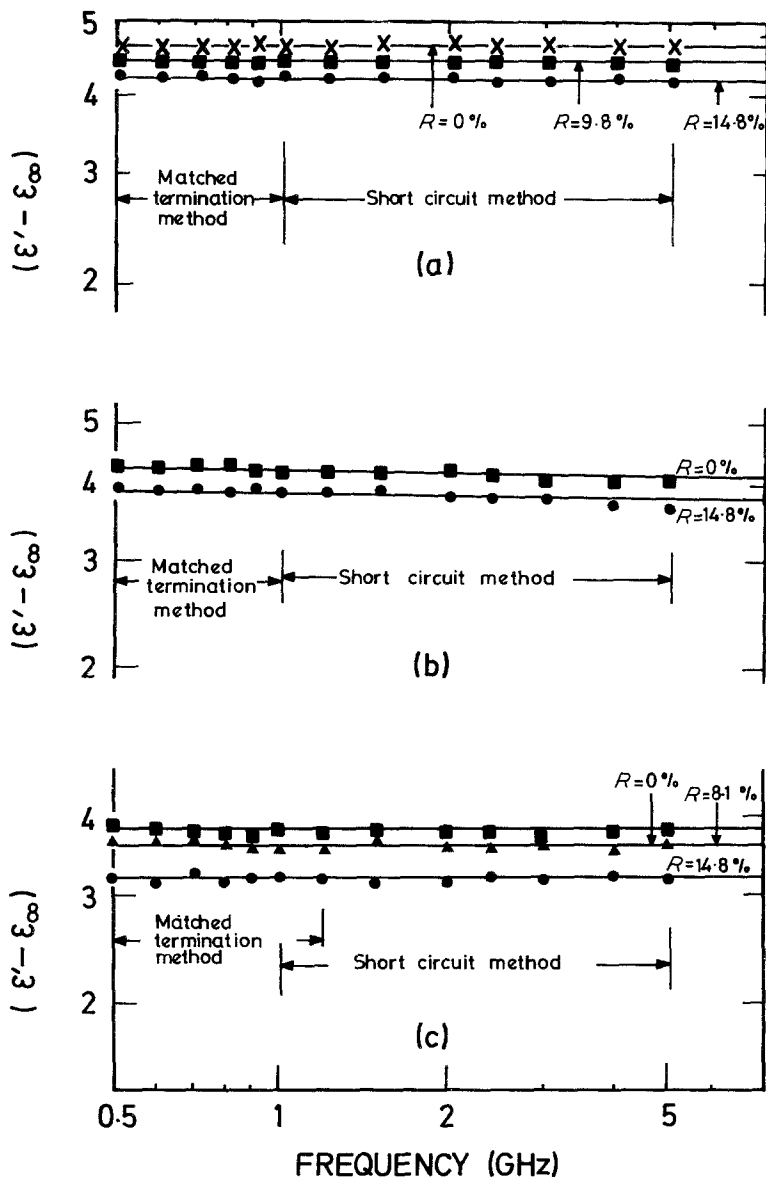 5
4
3
2
(ε′ − ε∞)
R = 0 %
R = 9·8 %
R = 14·8 %
Matched
termination
method
Short circuit method
(a)
5
4
3
2
(ε′ − ε∞)
R = 0 %
R = 14·8 %
Matched
termination
method
Short circuit method
(b)
4
3
2
(ε′ − ε∞)
R = 0 %
R = 8·1 %
R = 14·8 %
Matched
termination
method
Short circuit method
(c)
0.5 1 2 5
FREQUENCY (GHz)